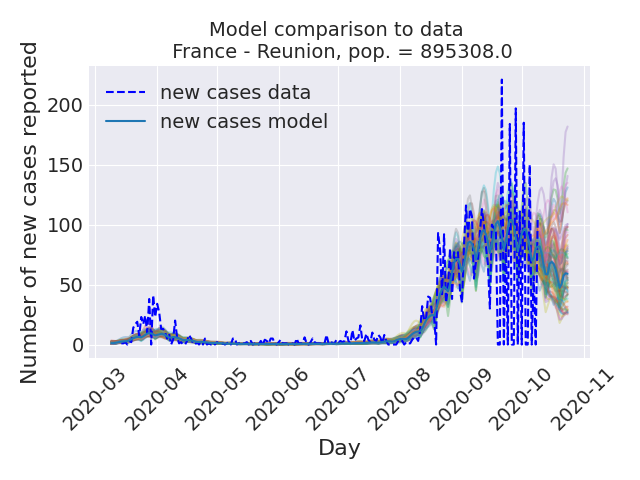 Model comparison to data
France - Reunion, pop. = 895308.0
new cases data
new cases model
Number of new cases reported
200
150
100
50
0
2020-03
2020-04
2020-05
2020-06
2020-07
2020-08
2020-09
2020-10
2020-11
Day